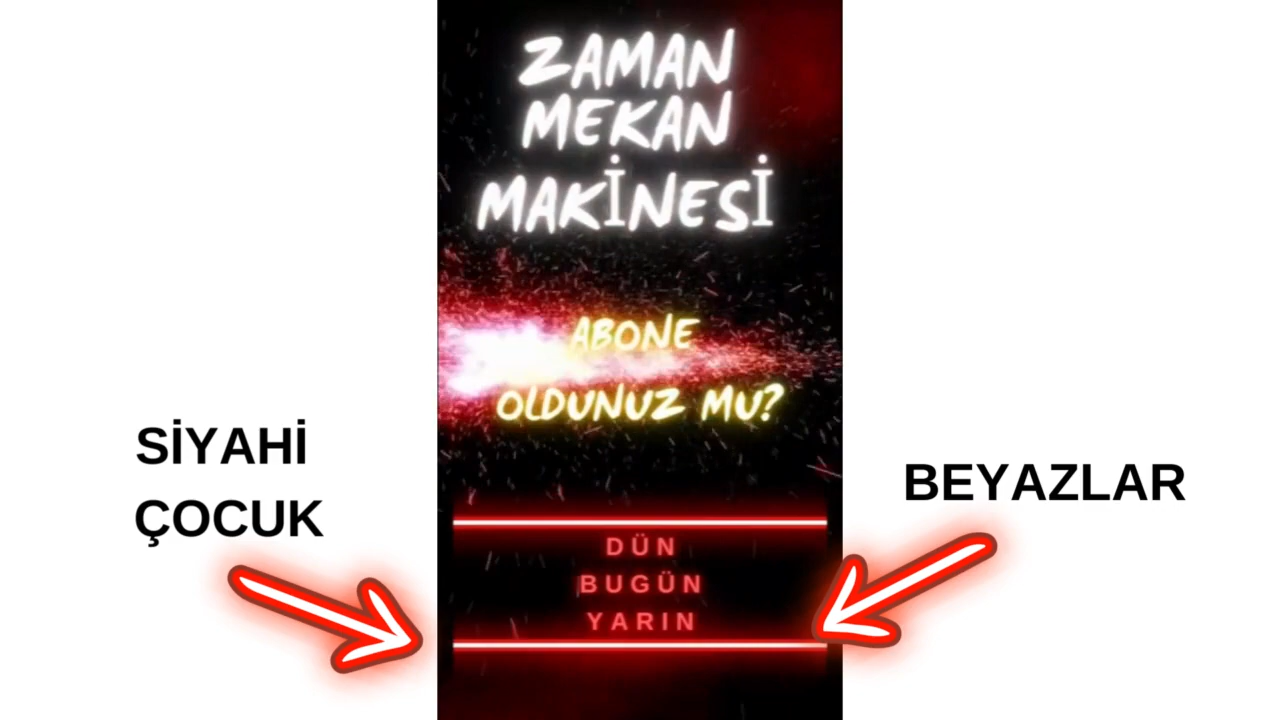 ZAMAN
MEKAN
MAKİNESİ
ABONE
OLDUNUZ MU?
SİYAHİ
ÇOCUK
BEYAZLAR
DÜN
BUGÜN
YARIN